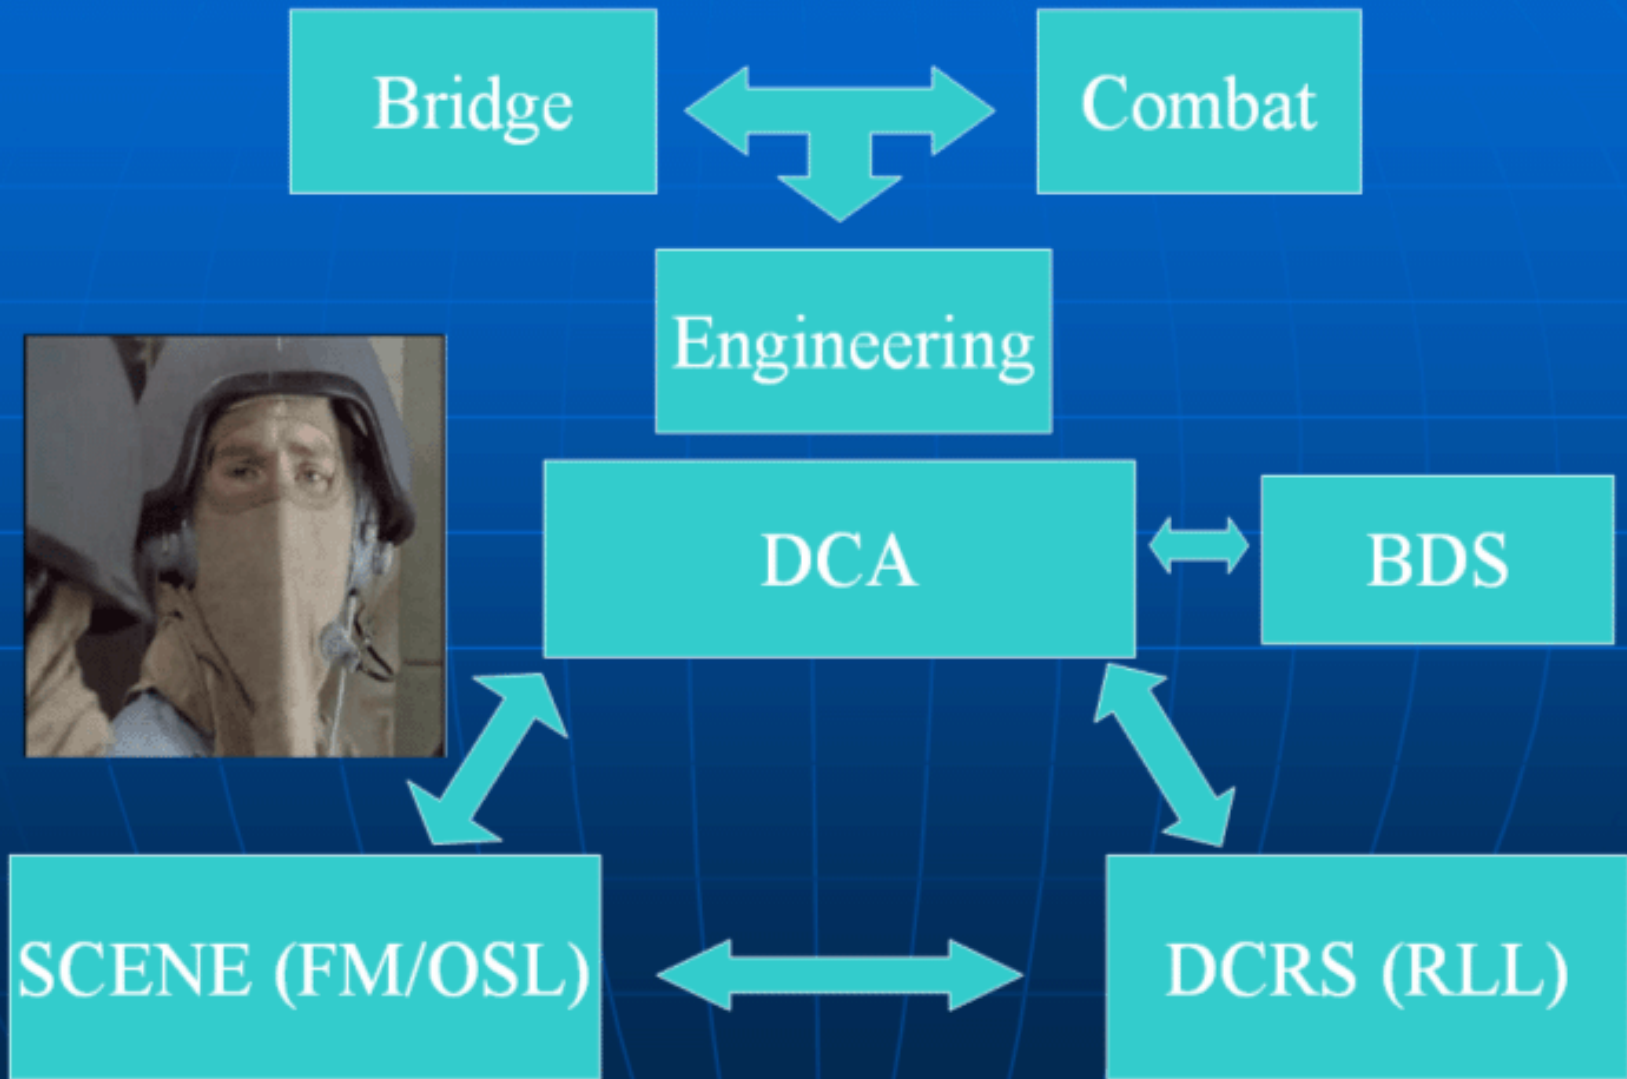 Bridge
Combat
Engineering
DCA
BDS
SCENE (FM/OSL)
DCRS (RLL)